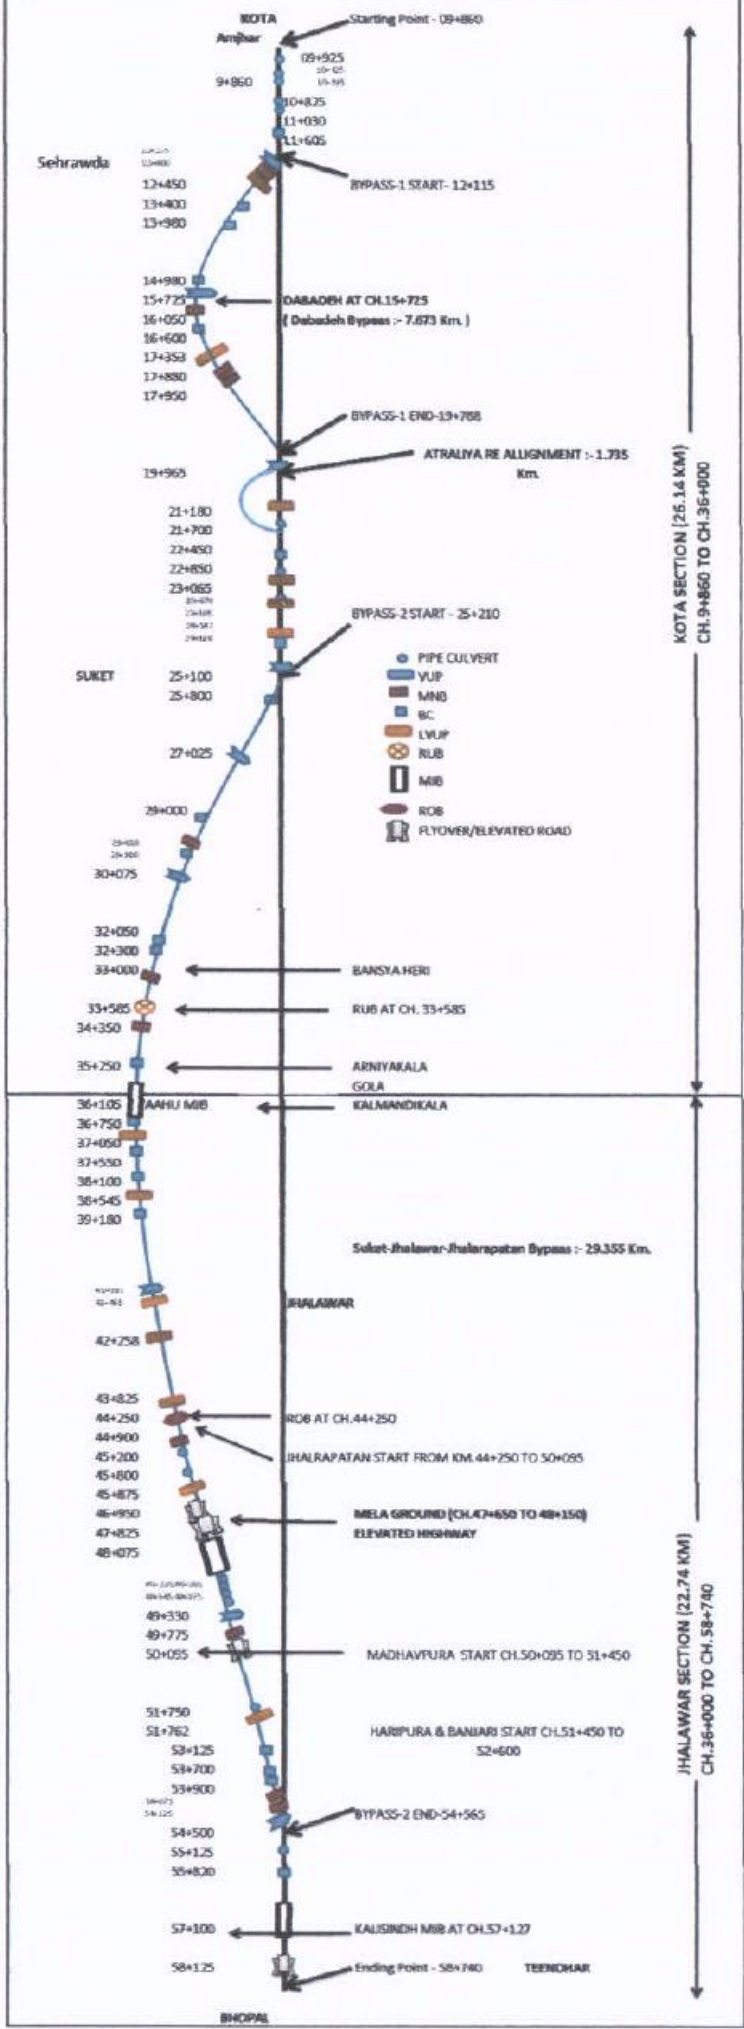 KOTA
Starting Point - 09+860
Amjhar
09+925
9+860
10+825
11+030
11+605
Sehrawda
12+450
BYPASS-1 START- 12+115
13+400
13+980
14+980
15+725
DABADEH AT CH.15+725
16+050
( Dabadeh Bypass :- 7.673 Km. )
16+600
17+353
17+880
17+950
BYPASS-1 END-19+788
ATRALIYA RE ALLIGNMENT :- 1.735
Km.
19+965
21+180
21+700
22+450
22+850
23+065
BYPASS-2 START - 25+210
SUKET
25+100
25+800
PIPE CULVERT
VUP
MNB
BC
LVUP
RUB
MJB
ROB
FLYOVER/ELEVATED ROAD
27+025
29+000
30+075
32+050
32+300
33+000
BANSYA HERI
33+585
RUB AT CH. 33+585
34+350
35+250
ARNIYAKALA
GOLA
KOTA SECTION (26.14 KM)
CH.9+860 TO CH.36+000
36+105
AAHU MJB
KALMANDIKALA
36+750
37+050
37+550
38+100
38+545
39+180
Suket-Jhalawar-Jhalarapatan Bypass :- 29.355 Km.
JHALAWAR
42+258
43+825
44+250
ROB AT CH.44+250
44+900
45+200
JHALRAPATAN START FROM KM.44+250 TO 50+095
45+800
45+875
46+950
MELA GROUND (CH.47+650 TO 48+150)
47+825
ELEVATED HIGHWAY
48+075
49+330
49+775
50+095
MADHAVPURA START CH.50+095 TO 51+450
51+750
51+762
HARIPURA & BANJARI START CH.51+450 TO
52+600
53+125
53+700
53+900
54+500
BYPASS-2 END-54+565
55+125
55+820
57+100
KALISINDH MJB AT CH.57+127
58+125
Ending Point - 58+740
TEENDHAR
JHALAWAR SECTION (22.74 KM)
CH.36+000 TO CH.58+740
BHOPAL